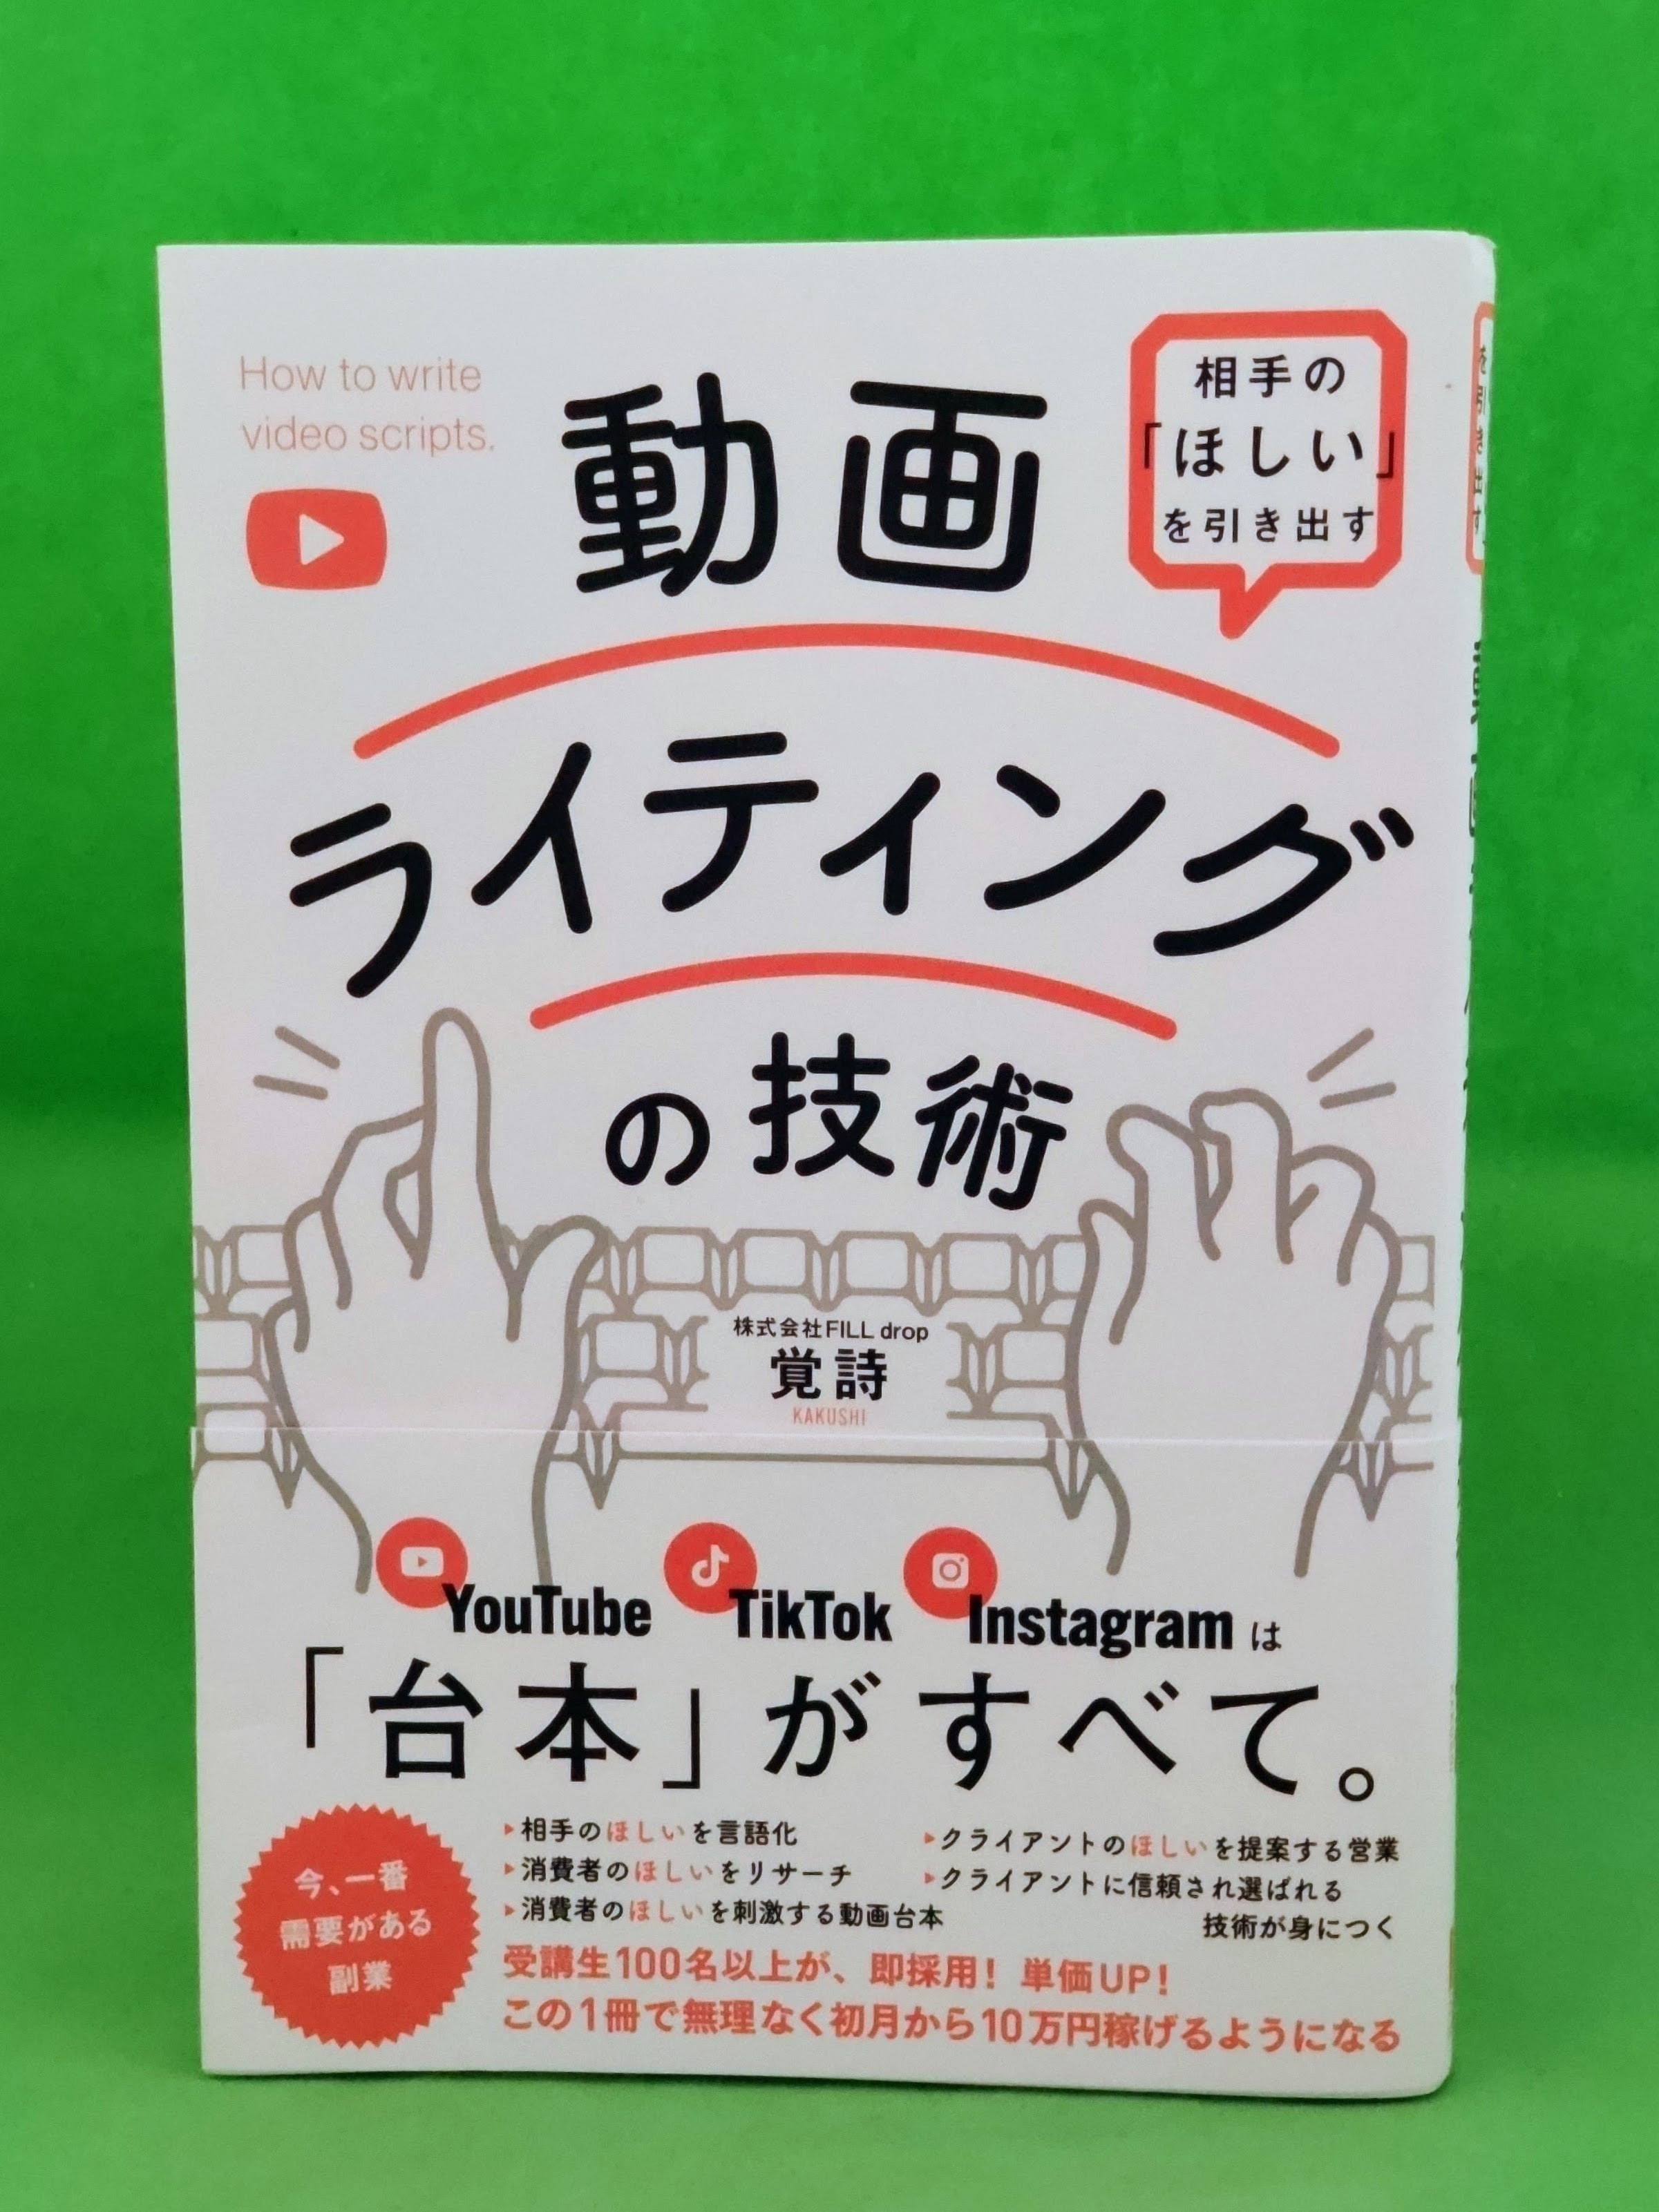 How to write
video scripts.
相手の
「ほしい」
を引き出す
動画
ライティング
の技術
株式会社FILL drop
覚詩
KAKUSHI
YouTube TikTok Instagram は
「台本」がすべて。
今、一番
需要がある
副業
▶相手のほしいを言語化
▶消費者のほしいをリサーチ
▶消費者のほしいを刺激する動画台本
▶クライアントのほしいを提案する営業
▶クライアントに信頼され選ばれる
技術が身につく
受講生100名以上が、即採用！単価UP！
この1冊で無理なく初月から10万円稼げるようになる